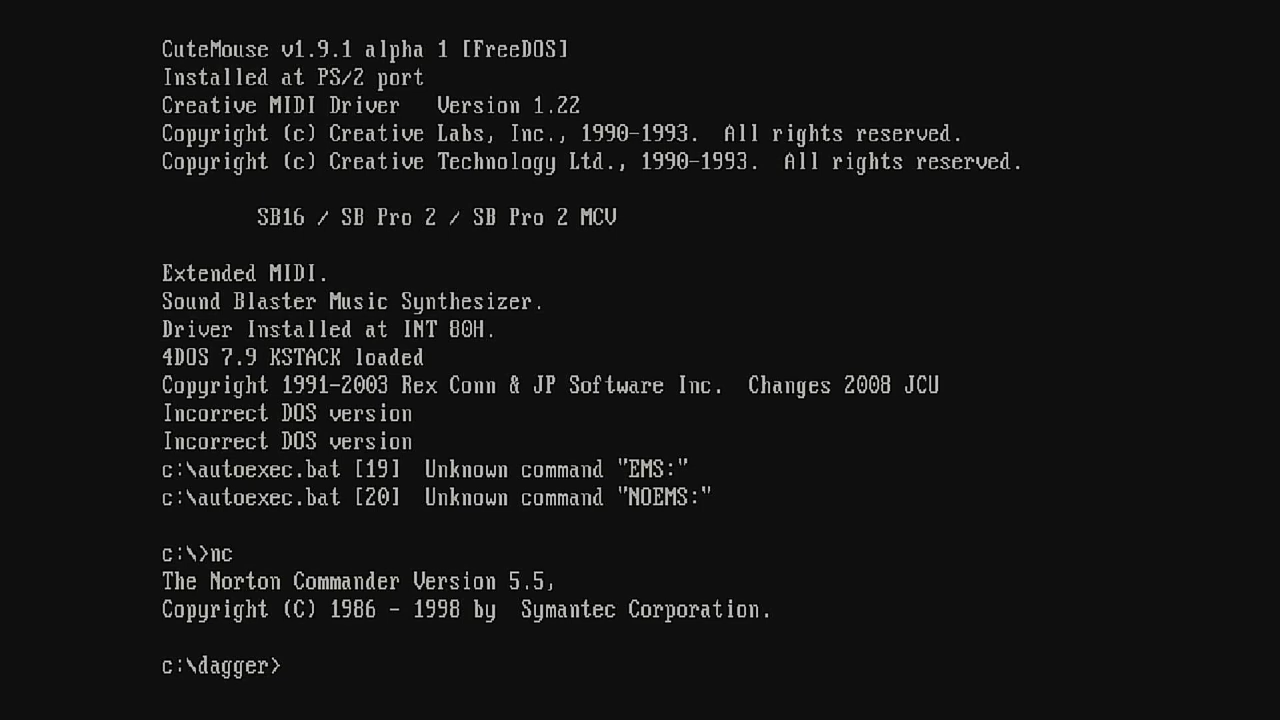 CuteMouse v1.9.1 alpha 1 [FreeDOS]
Installed at PS/2 port
Creative MIDI Driver   Version 1.22
Copyright (c) Creative Labs, Inc., 1990-1993.  All rights reserved.
Copyright (c) Creative Technology Ltd., 1990-1993.  All rights reserved.
SB16 / SB Pro 2 / SB Pro 2 MCV
Extended MIDI.
Sound Blaster Music Synthesizer.
Driver Installed at INT 80H.
4DOS 7.9 KSTACK loaded
Copyright 1991-2003 Rex Conn & JP Software Inc.  Changes 2008 JCU
Incorrect DOS version
Incorrect DOS version
c:\autoexec.bat [19]  Unknown command "EMS:"
c:\autoexec.bat [20]  Unknown command "NOEMS:"
c:\>nc
The Norton Commander Version 5.5,
Copyright (C) 1986 - 1998 by  Symantec Corporation.
c:\dagger>